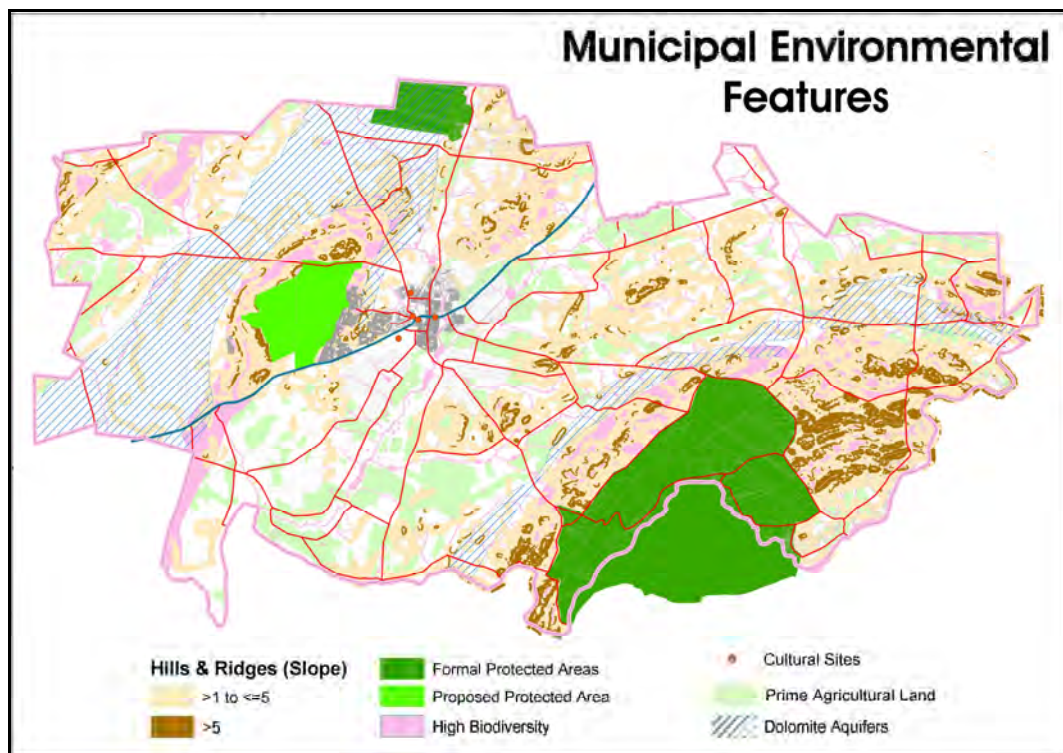 Municipal Environmental
Features
Hills & Ridges (Slope)
>1 to <=5
>5
Formal Protected Areas
Proposed Protected Area
High Biodiversity
Cultural Sites
Prime Agricultural Land
Dolomite Aquifers